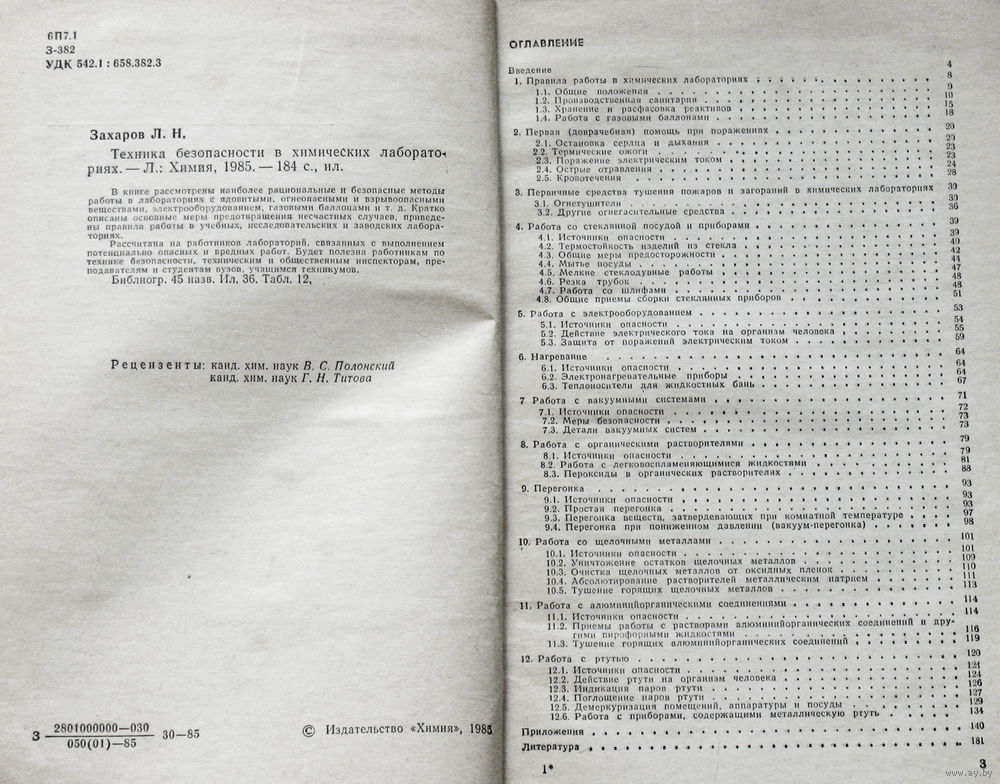 6П7.1
З-382
УДК 542.1 : 658.382.3
Захаров Л. Н.
Техника безопасности в химических лаборато-
риях. — Л.: Химия, 1985. — 184 с., ил.
В книге рассмотрены наиболее рациональные и безопасные методы
работы в лабораториях с ядовитыми, огнеопасными и взрывоопасными
веществами, электрооборудованием, газовыми баллонами и т. д. Кратко
описаны основные меры предотвращения несчастных случаев, приведе-
ны правила работы в учебных, исследовательских и заводских лабора-
ториях.
Рассчитана на работников лабораторий, связанных с выполнением
потенциально опасных и вредных работ. Будет полезна работникам по
технике безопасности, техническим и общественным инспекторам, пре-
подавателям и студентам вузов, учащимся техникумов.
Библиогр. 45 назв. Ил. 36. Табл. 12,
Рецензенты: канд. хим. наук В. С. Полонский
канд. хим. наук Г. Н. Титова
З 2801000000—030 / 050(01)—85 30—85
© Издательство «Химия», 1985
ОГЛАВЛЕНИЕ
Введение 4
1. Правила работы в химических лабораториях 8
1.1. Общие положения 9
1.2. Производственная санитария 10
1.3. Хранение и расфасовка реактивов 15
1.4. Работа с газовыми баллонами 18
2. Первая (доврачебная) помощь при поражениях 20
2.1. Остановка сердца и дыхания 20
2.2. Термические ожоги 23
2.3. Поражение электрическим током 23
2.4. Острые отравления 24
2.5. Кровотечения 28
3. Первичные средства тушения пожаров и загораний в химических лабораториях 30
3.1. Огнетушители 30
3.2. Другие огнегасительные средства 36
4. Работа со стеклянной посудой и приборами 39
4.1. Источники опасности 39
4.2. Термостойкость изделий из стекла 40
4.3. Общие меры предосторожности 42
4.4. Мытье посуды 44
4.5. Мелкие стеклодувные работы 47
4.6. Резка трубок 48
4.7. Работа со шлифами 48
4.8. Общие приемы сборки стеклянных приборов 51
5. Работа с электрооборудованием 53
5.1. Источники опасности 54
5.2. Действие электрического тока на организм человека 55
5.3. Защита от поражений электрическим током 59
6. Нагревание 64
6.1. Источники опасности 64
6.2. Электронагревательные приборы 64
6.3. Теплоносители для жидкостных бань 67
7 Работа с вакуумными системами 71
7.1. Источники опасности 72
7.2. Меры безопасности 73
7.3. Детали вакуумных систем 73
8. Работа с органическими растворителями 79
8.1. Источники опасности 79
8.2. Работа с легковоспламеняющимися жидкостями 81
8.3. Пероксиды в органических растворителях 88
9. Перегонка 93
9.1. Источники опасности 93
9.2. Простая перегонка 93
9.3. Перегонка веществ, затвердевающих при комнатной температуре 97
9.4. Перегонка при пониженном давлении (вакуум-перегонка) 98
10. Работа со щелочными металлами 101
10.1. Источники опасности 101
10.2. Уничтожение остатков щелочных металлов 109
10.3. Очистка щелочных металлов от оксидных пленок 110
10.4. Абсолютирование растворителей металлическим натрием 111
10.5. Тушение горящих щелочных металлов 113
11. Работа с алюминийорганическими соединениями 114
11.1. Источники опасности 114
11.2. Приемы работы с растворами алюминийорганических соединений и дру-
гими пирофорными жидкостями 116
11.3. Тушение горящих алюминийорганических соединений 119
12. Работа с ртутью 120
12.1. Источники опасности 121
12.2. Действие ртути на организм человека 124
12.3. Индикация паров ртути 126
12.4. Поглощение паров ртути 127
12.5. Демеркуризация помещений, аппаратуры и посуды 129
12.6. Работа с приборами, содержащими металлическую ртуть 134
Приложения 140
Литература 181
1* 3
www.ay.by